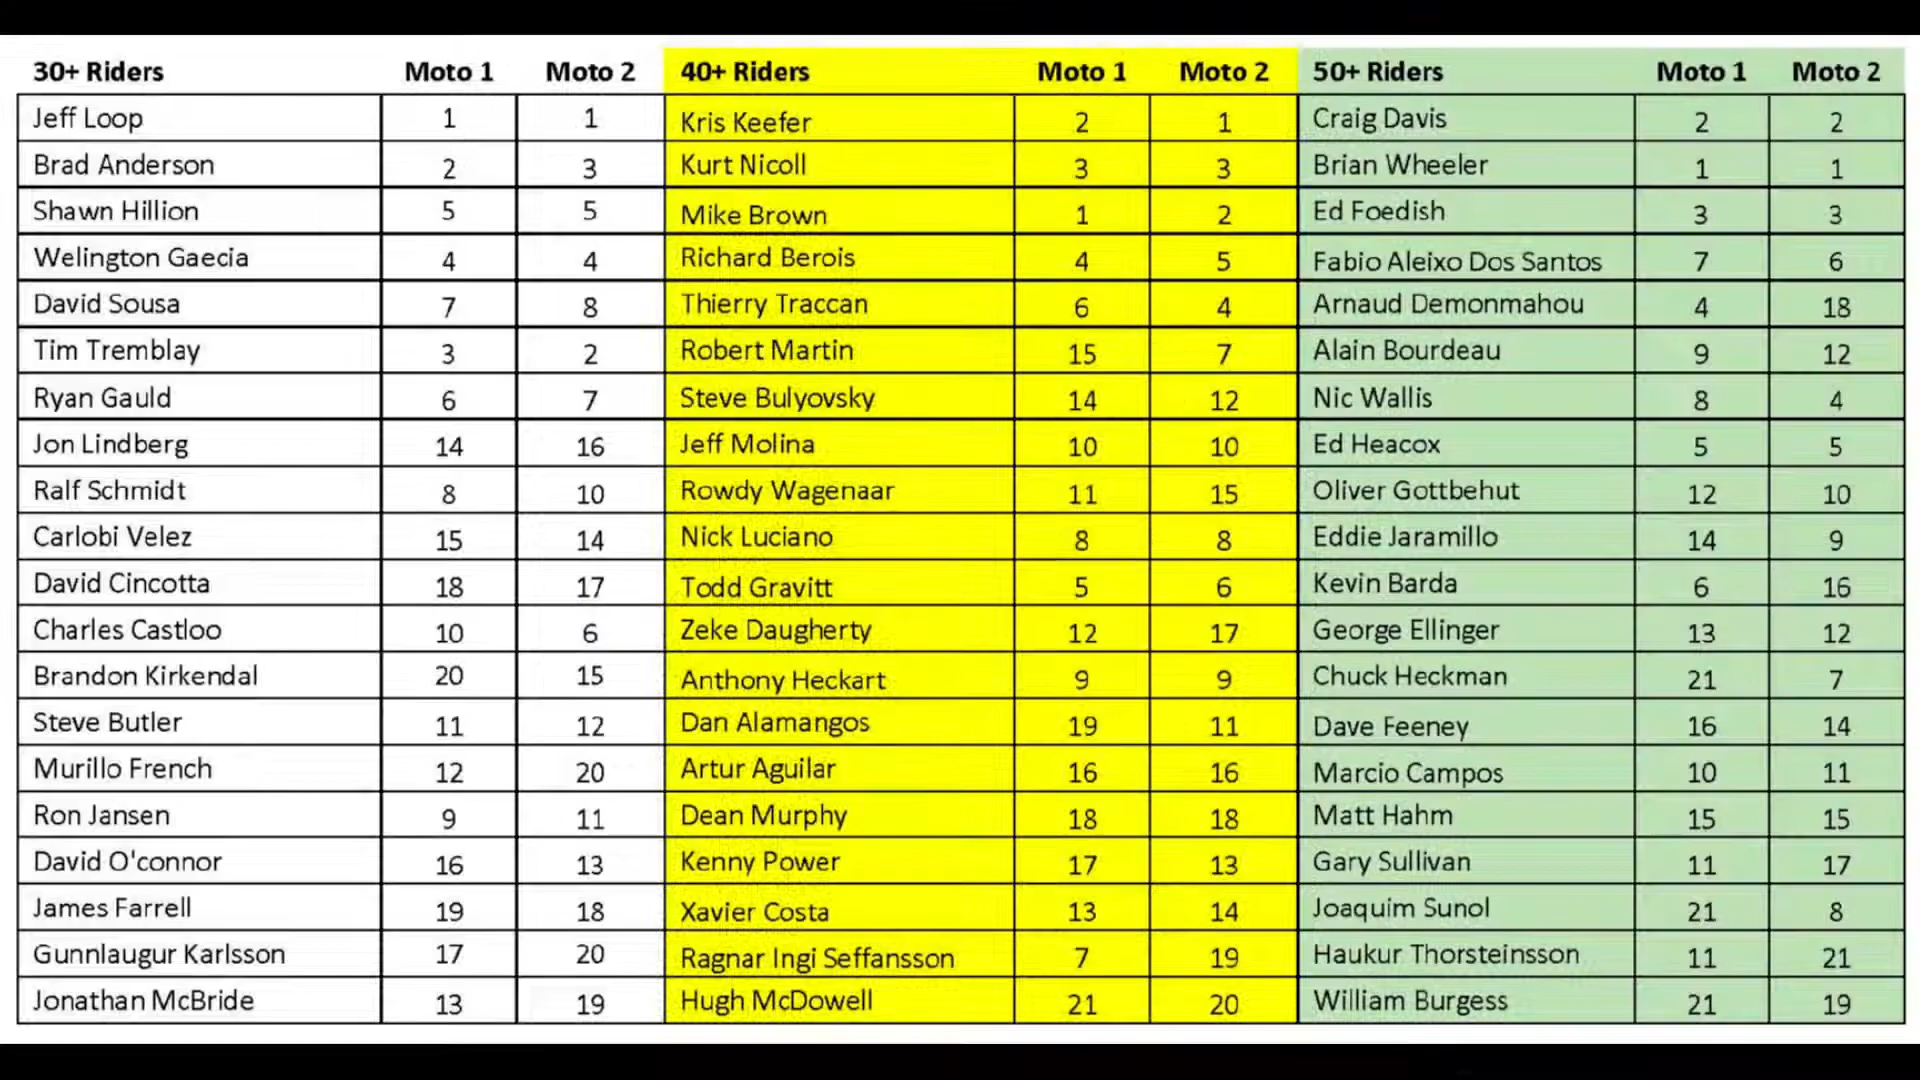 30+ Riders Moto 1 Moto 2 40+ Riders Moto 1 Moto 2 50+ Riders Moto 1 Moto 2
Jeff Loop 1 1 Kris Keefer 2 1 Craig Davis 2 2
Brad Anderson 2 3 Kurt Nicoll 3 3 Brian Wheeler 1 1
Shawn Hillion 5 5 Mike Brown 1 2 Ed Foedish 3 3
Welington Gaecia 4 4 Richard Berois 4 5 Fabio Aleixo Dos Santos 7 6
David Sousa 7 8 Thierry Traccan 6 4 Arnaud Demonmahou 4 18
Tim Tremblay 3 2 Robert Martin 15 7 Alain Bourdeau 9 12
Ryan Gauld 6 7 Steve Bulyovsky 14 12 Nic Wallis 8 4
Jon Lindberg 14 16 Jeff Molina 10 10 Ed Heacox 5 5
Ralf Schmidt 8 10 Rowdy Wagenaar 11 15 Oliver Gottbehut 12 10
Carlobi Velez 15 14 Nick Luciano 8 8 Eddie Jaramillo 14 9
David Cincotta 18 17 Todd Gravitt 5 6 Kevin Barda 6 16
Charles Castloo 10 6 Zeke Daugherty 12 17 George Ellinger 13 12
Brandon Kirkendal 20 15 Anthony Heckart 9 9 Chuck Heckman 21 7
Steve Butler 11 12 Dan Alamangos 19 11 Dave Feeney 16 14
Murillo French 12 20 Artur Aguilar 16 16 Marcio Campos 10 11
Ron Jansen 9 11 Dean Murphy 18 18 Matt Hahm 15 15
David O'connor 16 13 Kenny Power 17 13 Gary Sullivan 11 17
James Farrell 19 18 Xavier Costa 13 14 Joaquim Sunol 21 8
Gunnlaugur Karlsson 17 20 Ragnar Ingi Seffansson 7 19 Haukur Thorsteinsson 11 21
Jonathan McBride 13 19 Hugh McDowell 21 20 William Burgess 21 19